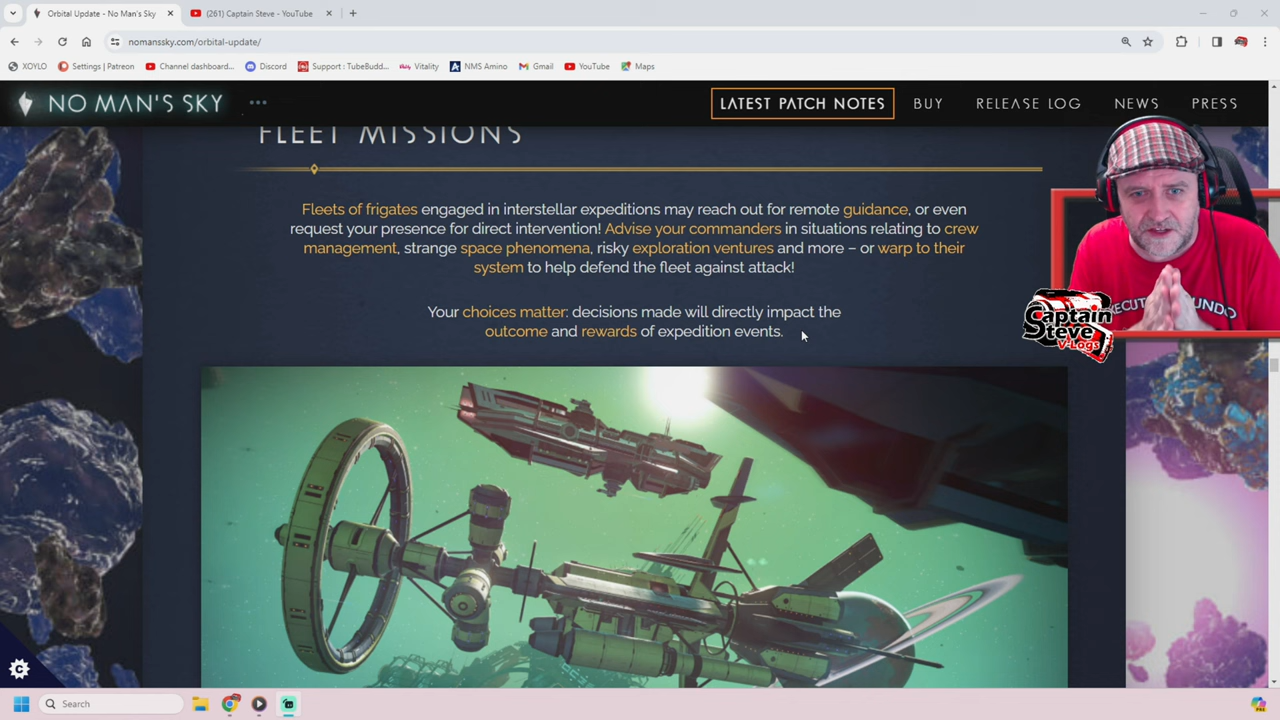 Orbital Update - No Man's Sky
(261) Captain Steve - YouTube
nomanssky.com/orbital-update/
XOYLO
Settings | Patreon
Channel dashboard...
Discord
Support : TubeBudd...
Vitality
NMS Amino
Gmail
YouTube
Maps
NO MAN'S SKY
LATEST PATCH NOTES
BUY
RELEASE LOG
NEWS
PRESS
FLEET MISSIONS
Fleets of frigates engaged in interstellar expeditions may reach out for remote guidance, or even
request your presence for direct intervention! Advise your commanders in situations relating to crew
management, strange space phenomena, risky exploration ventures and more – or warp to their
system to help defend the fleet against attack!
Your choices matter: decisions made will directly impact the
outcome and rewards of expedition events.
Captain
Steve
V-Logs
Search